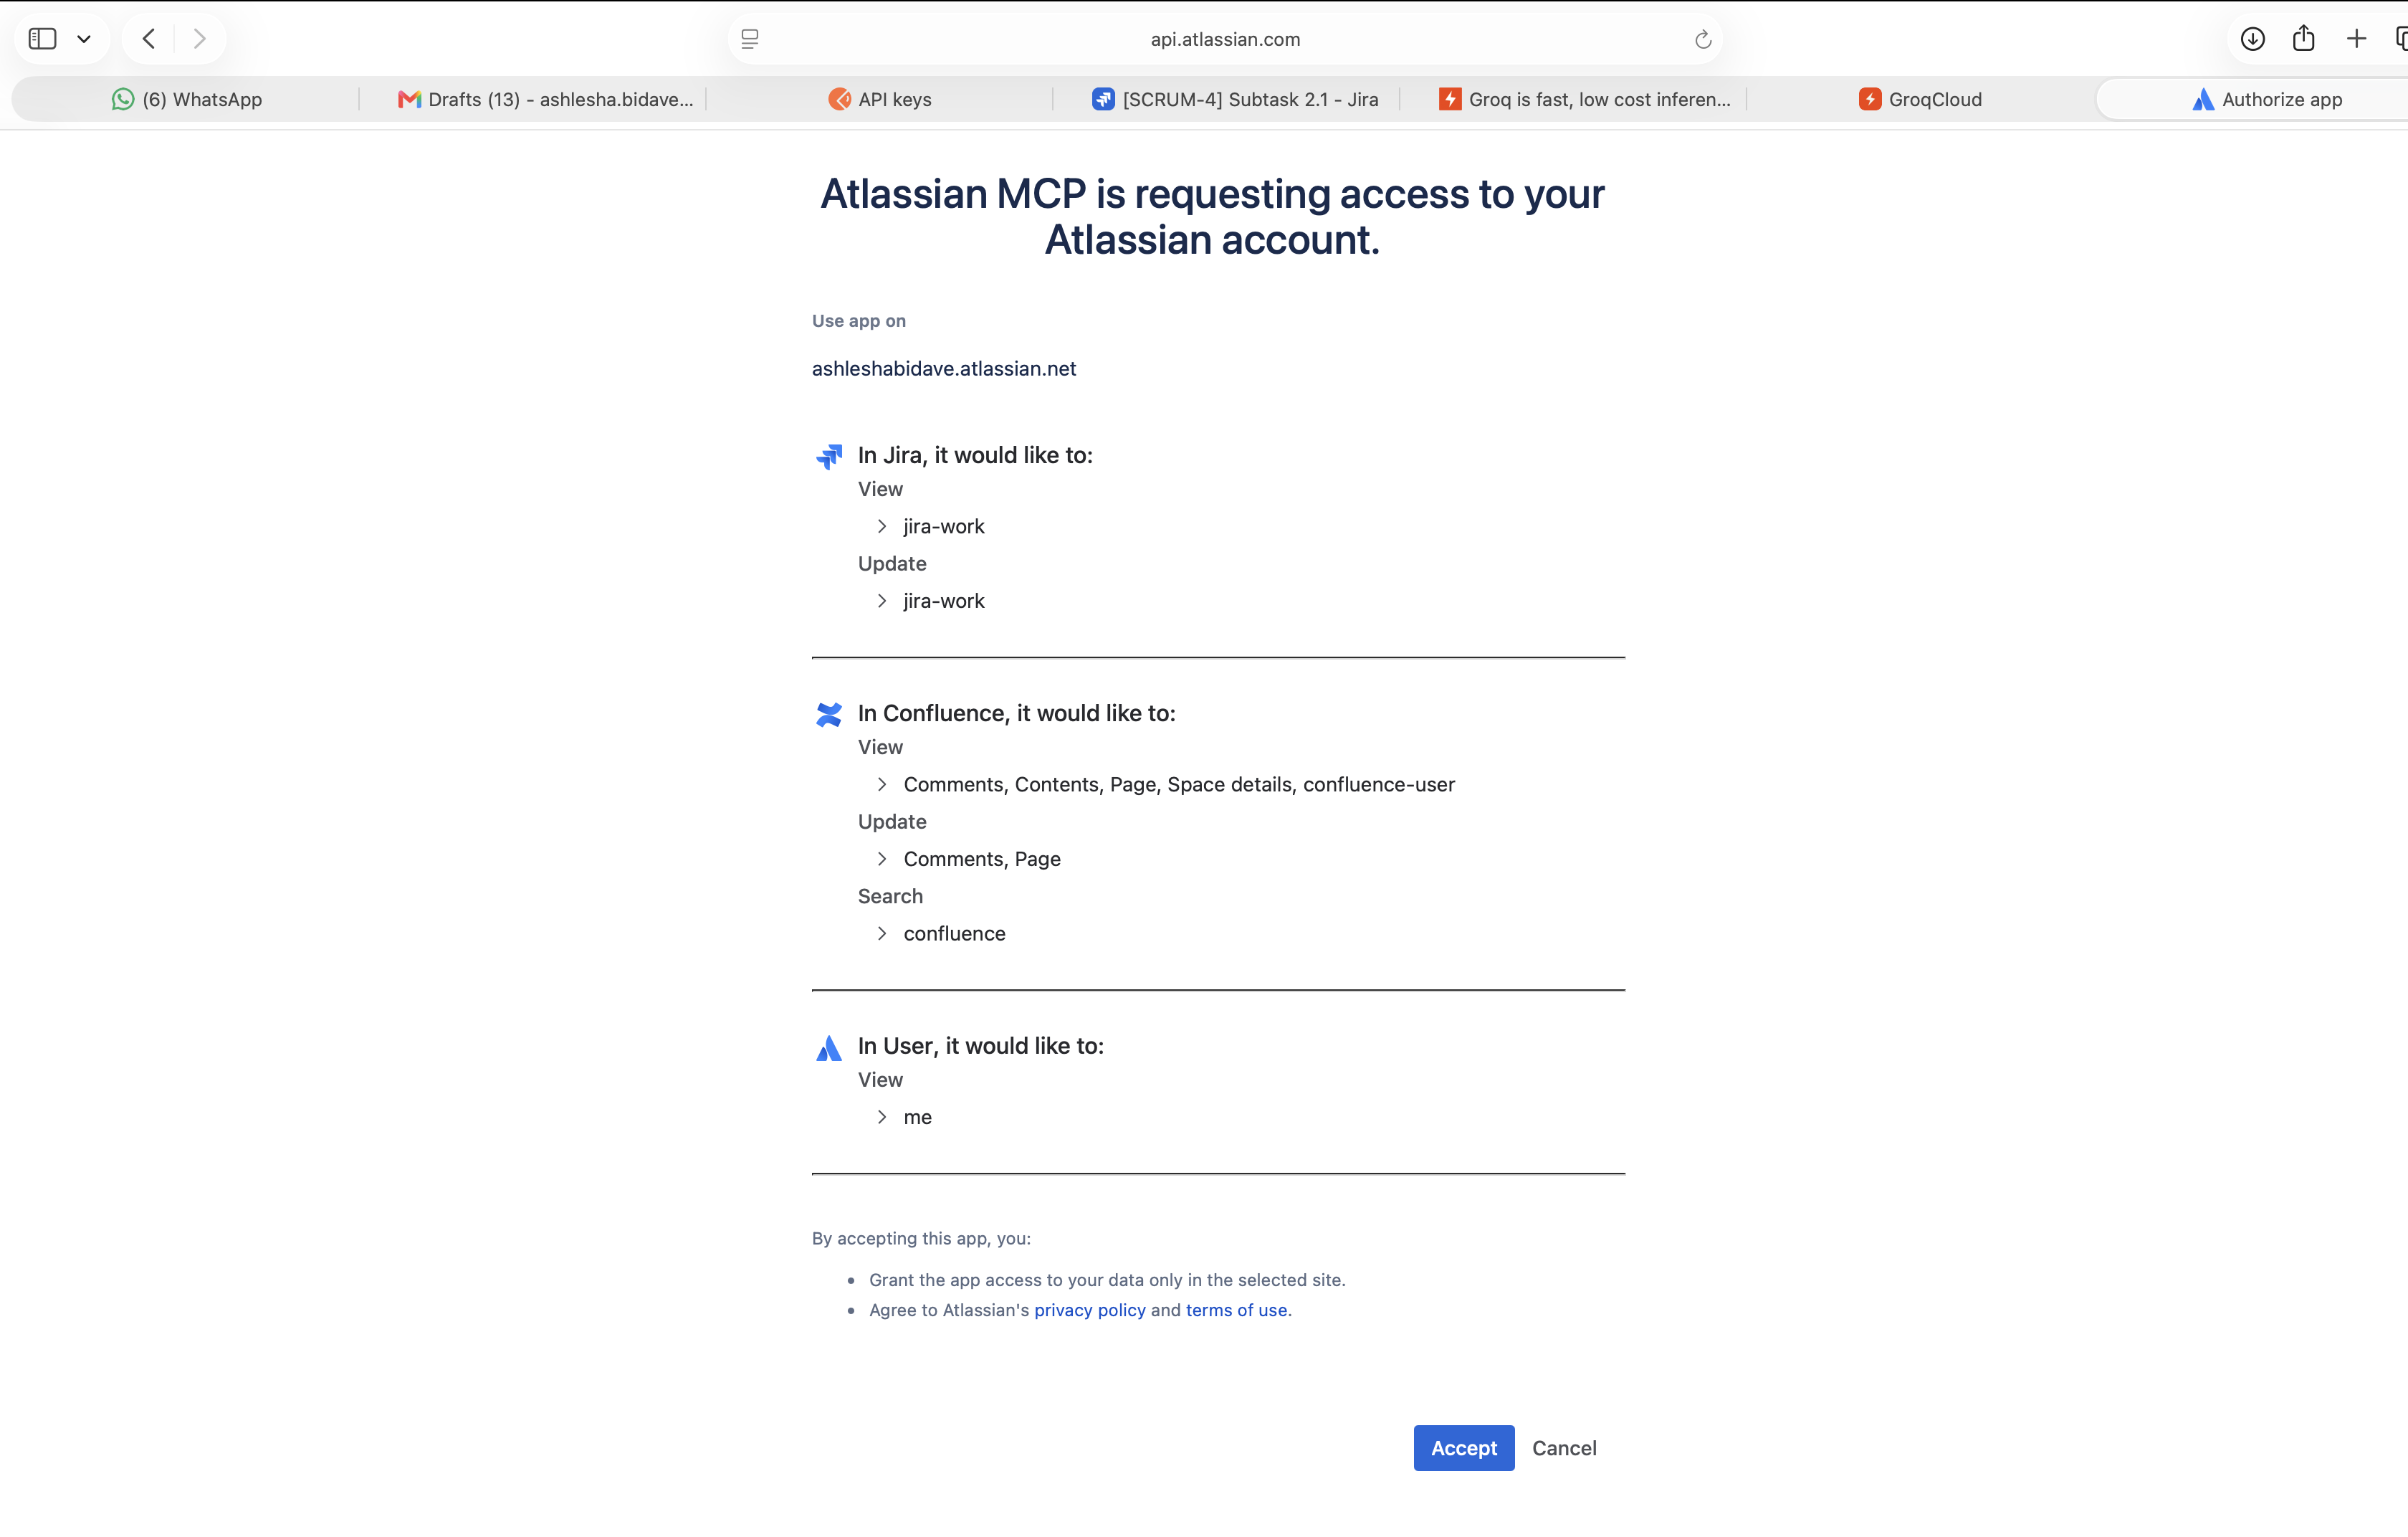 api.atlassian.com
(6) WhatsApp
Drafts (13) - ashlesha.bidave...
API keys
[SCRUM-4] Subtask 2.1 - Jira
Groq is fast, low cost inferen...
GroqCloud
Authorize app
Atlassian MCP is requesting access to your
Atlassian account.
Use app on
ashleshabidave.atlassian.net
In Jira, it would like to:
View
jira-work
Update
jira-work
In Confluence, it would like to:
View
Comments, Contents, Page, Space details, confluence-user
Update
Comments, Page
Search
confluence
In User, it would like to:
View
me
By accepting this app, you:
• Grant the app access to your data only in the selected site.
• Agree to Atlassian's privacy policy and terms of use.
Accept Cancel